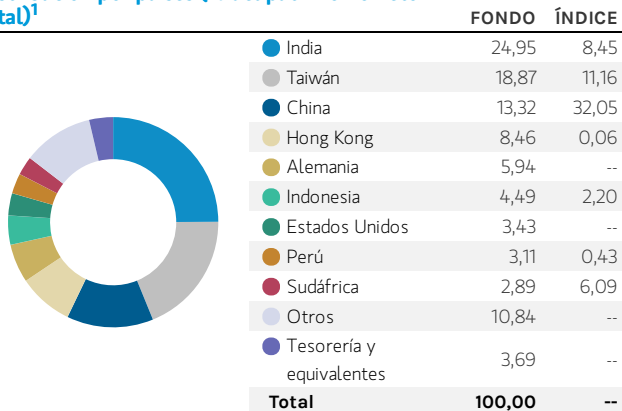 tal)¹
FONDO ÍNDICE
India 24,95 8,45
Taiwán 18,87 11,16
China 13,32 32,05
Hong Kong 8,46 0,06
Alemania 5,94 --
Indonesia 4,49 2,20
Estados Unidos 3,43 --
Perú 3,11 0,43
Sudáfrica 2,89 6,09
Otros 10,84 --
Tesorería y
equivalentes 3,69 --
Total 100,00 --